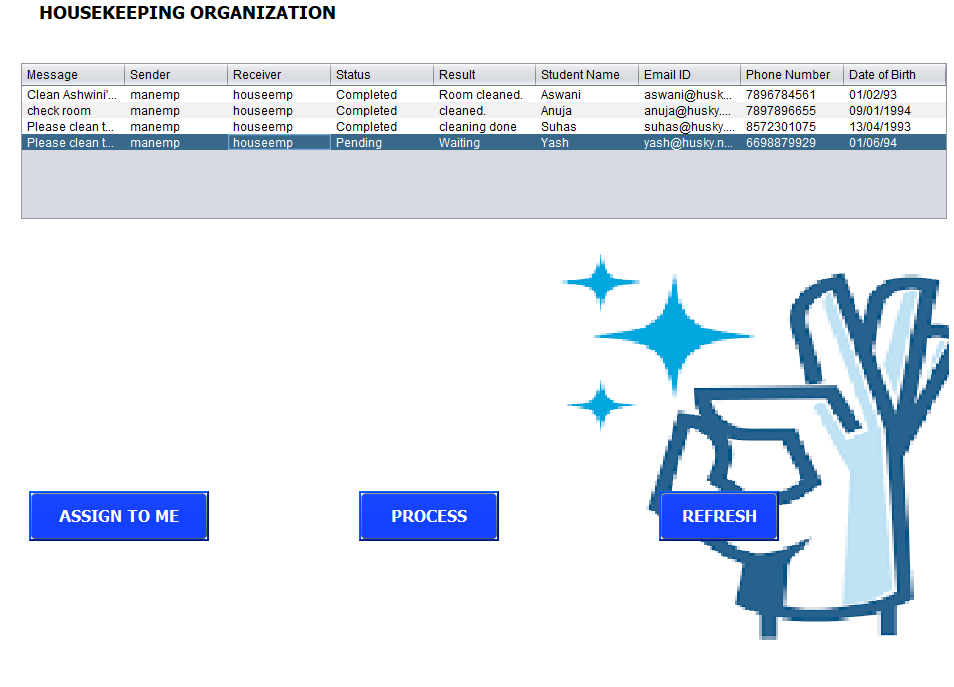 HOUSEKEEPING ORGANIZATION
Message Sender Receiver Status Result Student Name Email ID Phone Number Date of Birth
Clean Ashwini'... manemp houseemp Completed Room cleaned. Aswani aswani@husk... 7896784561 01/02/93
check room manemp houseemp Completed cleaned. Anuja anuja@husky.... 7897896655 09/01/1994
Please clean t... manemp houseemp Completed cleaning done Suhas suhas@husky.... 8572301075 13/04/1993
Please clean t... manemp houseemp Pending Waiting Yash yash@husky.n... 6698879929 01/06/94
ASSIGN TO ME PROCESS REFRESH